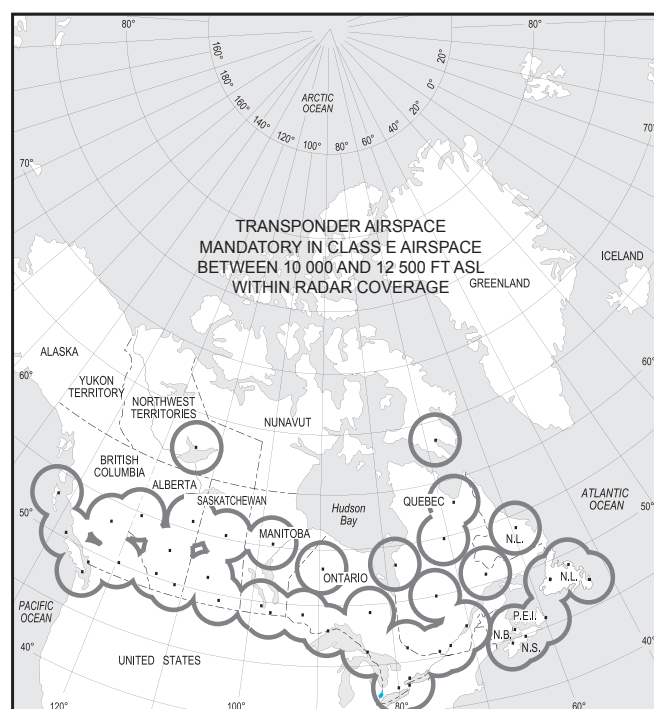 80°
80°
160°
180°
160°
140°
120°
100°
80°
60°
40°
20°
0°
20°
ARCTIC
OCEAN
70°
70°
TRANSPONDER AIRSPACE
MANDATORY IN CLASS E AIRSPACE
BETWEEN 10 000 AND 12 500 FT ASL
WITHIN RADAR COVERAGE
ICELAND
GREENLAND
ALASKA
60°
60°
YUKON
TERRITORY
NORTHWEST
TERRITORIES
NUNAVUT
BRITISH
COLUMBIA
ALBERTA
SASKATCHEWAN
MANITOBA
Hudson
Bay
QUEBEC
ATLANTIC
OCEAN
50°
50°
N.L.
ONTARIO
N.L.
PACIFIC
OCEAN
P.E.I.
N.B.
N.S.
40°
40°
UNITED STATES
120°
100°
80°
60°